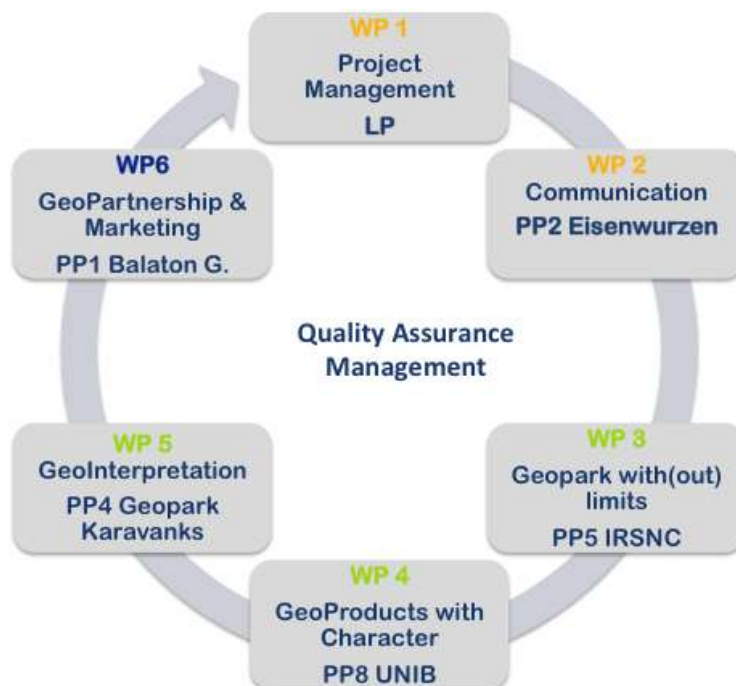 WP 1
Project
Management
LP
WP 2
Communication
PP2 Eisenwurzen
WP 3
Geopark with(out)
limits
PP5 IRSNC
WP 4
GeoProducts with
Character
PP8 UNIB
WP 5
GeoInterpretation
PP4 Geopark
Karavanks
WP6
GeoPartnership &
Marketing
PP1 Balaton G.
Quality Assurance
Management